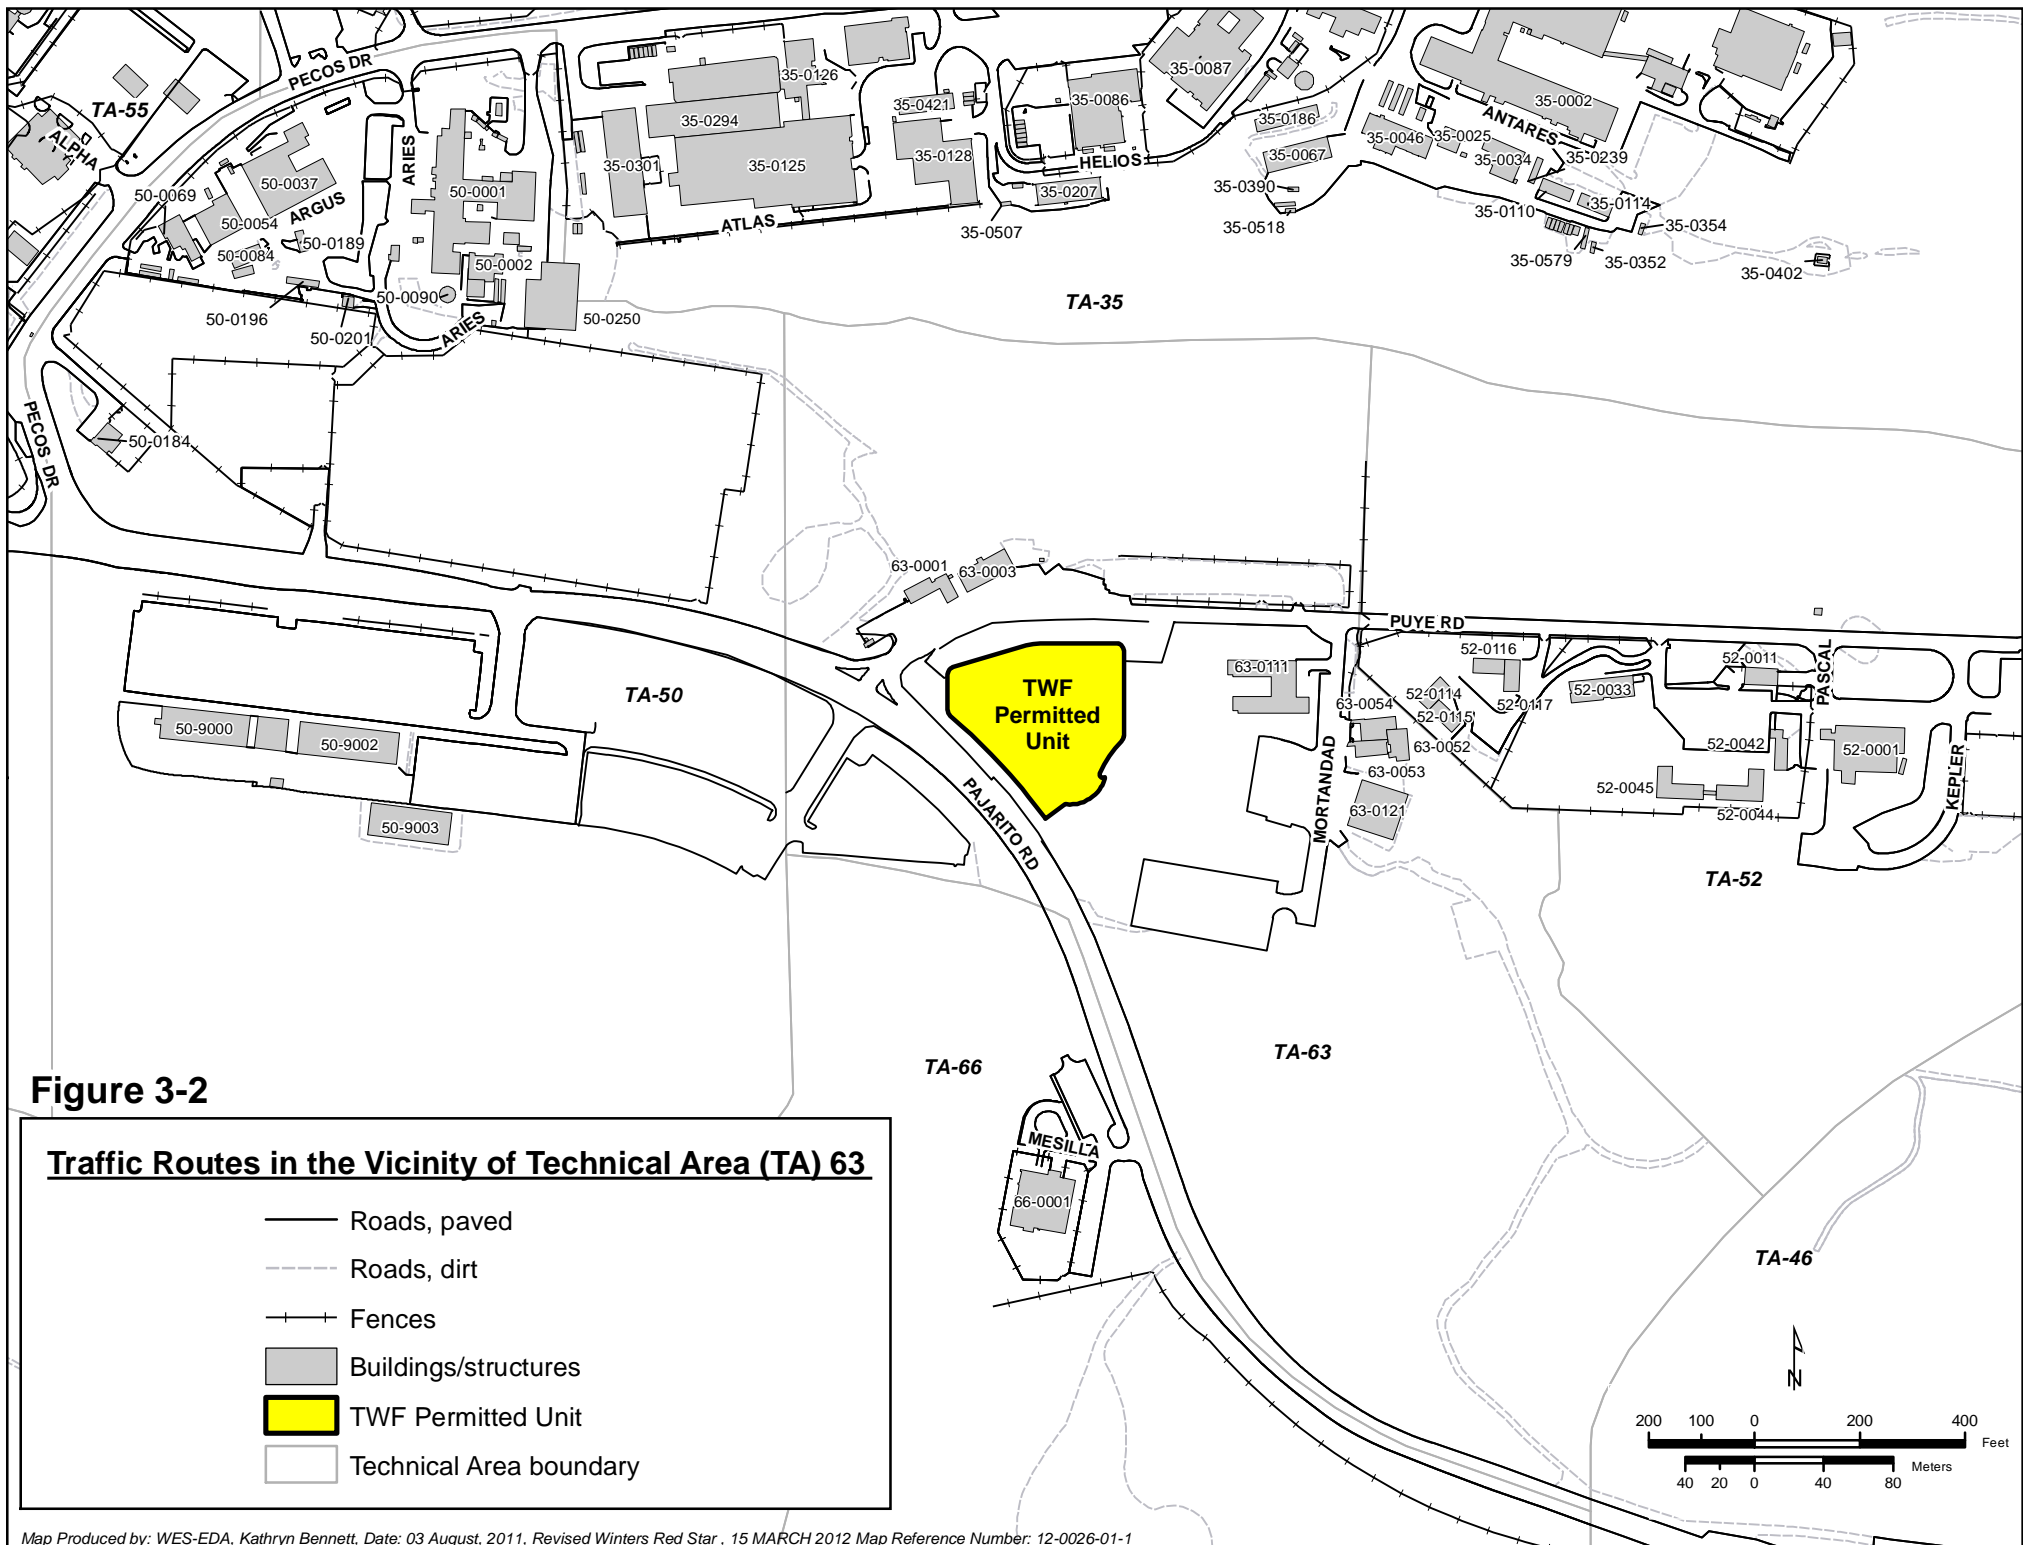 PECOS DR
TA-55
ALPHA
35-0126
35-0087
35-0002
35-0421
35-0086
35-0294
35-0186
ANTARES
ARIES
35-0046
35-0025
35-0301
35-0125
35-0128
HELIOS
35-0067
35-0034
35-0239
50-0069
50-0037
50-0001
35-0207
35-0390
50-0054
ARGUS
ATLAS
35-0507
35-0518
35-0110
35-0114
35-0354
50-0189
50-0084
50-0002
35-0579
35-0352
35-0402
50-0090
TA-35
50-0196
50-0201
ARIES
50-0250
PECOS DR
50-0184
63-0001
63-0003
PUYE RD
52-0116
52-0011
PASCAL
63-0111
TA-50
TWF
Permitted
Unit
52-0114
52-0033
63-0054
52-0115
52-0117
50-9000
50-9002
63-0052
52-0042
52-0001
63-0053
MORTANDAD
KEPLER
PAJARITO RD
52-0045
52-0044
63-0121
50-9003
TA-52
TA-66
TA-63
MESILLA
66-0001
TA-46
Figure 3-2
Traffic Routes in the Vicinity of Technical Area (TA) 63
Roads, paved
Roads, dirt
Fences
Buildings/structures
TWF Permitted Unit
Technical Area boundary
N
200 100 0 200 400
Feet
Meters
40 20 0 40 80
Map Produced by: WES-EDA, Kathryn Bennett, Date: 03 August, 2011, Revised Winters Red Star , 15 MARCH 2012 Map Reference Number: 12-0026-01-1